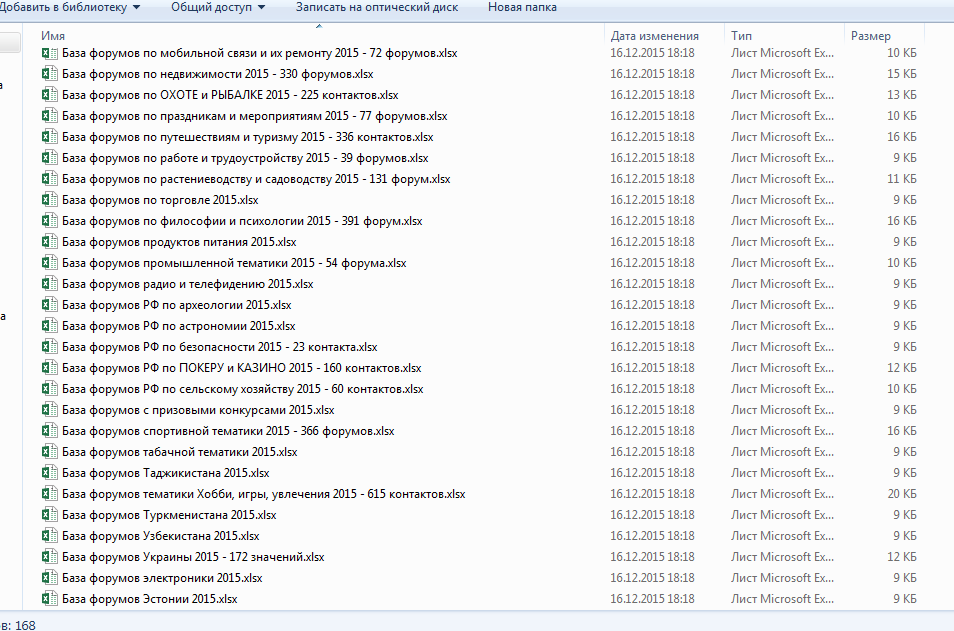 Добавить в библиотеку Общий доступ Записать на оптический диск Новая папка
Имя Дата изменения Тип Размер
База форумов по мобильной связи и их ремонту 2015 - 72 форумов.xlsx 16.12.2015 18:18 Лист Microsoft Ex... 10 КБ
База форумов по недвижимости 2015 - 330 форумов.xlsx 16.12.2015 18:18 Лист Microsoft Ex... 15 КБ
База форумов по ОХОТЕ и РЫБАЛКЕ 2015 - 225 контактов.xlsx 16.12.2015 18:18 Лист Microsoft Ex... 13 КБ
База форумов по праздникам и мероприятиям 2015 - 77 форумов.xlsx 16.12.2015 18:18 Лист Microsoft Ex... 10 КБ
База форумов по путешествиям и туризму 2015 - 336 контактов.xlsx 16.12.2015 18:18 Лист Microsoft Ex... 16 КБ
База форумов по работе и трудоустройству 2015 - 39 форумов.xlsx 16.12.2015 18:18 Лист Microsoft Ex... 9 КБ
База форумов по растениеводству и садоводству 2015 - 131 форум.xlsx 16.12.2015 18:18 Лист Microsoft Ex... 11 КБ
База форумов по торговле 2015.xlsx 16.12.2015 18:18 Лист Microsoft Ex... 9 КБ
База форумов по философии и психологии 2015 - 391 форум.xlsx 16.12.2015 18:18 Лист Microsoft Ex... 16 КБ
База форумов продуктов питания 2015.xlsx 16.12.2015 18:18 Лист Microsoft Ex... 9 КБ
База форумов промышленной тематики 2015 - 54 форума.xlsx 16.12.2015 18:18 Лист Microsoft Ex... 10 КБ
База форумов радио и телефидению 2015.xlsx 16.12.2015 18:18 Лист Microsoft Ex... 9 КБ
База форумов РФ по археологии 2015.xlsx 16.12.2015 18:18 Лист Microsoft Ex... 9 КБ
База форумов РФ по астрономии 2015.xlsx 16.12.2015 18:18 Лист Microsoft Ex... 9 КБ
База форумов РФ по безопасности 2015 - 23 контакта.xlsx 16.12.2015 18:18 Лист Microsoft Ex... 9 КБ
База форумов РФ по ПОКЕРУ и КАЗИНО 2015 - 160 контактов.xlsx 16.12.2015 18:18 Лист Microsoft Ex... 12 КБ
База форумов РФ по сельскому хозяйству 2015 - 60 контактов.xlsx 16.12.2015 18:18 Лист Microsoft Ex... 10 КБ
База форумов с призовыми конкурсами 2015.xlsx 16.12.2015 18:18 Лист Microsoft Ex... 9 КБ
База форумов спортивной тематики 2015 - 366 форумов.xlsx 16.12.2015 18:18 Лист Microsoft Ex... 16 КБ
База форумов табачной тематики 2015.xlsx 16.12.2015 18:18 Лист Microsoft Ex... 9 КБ
База форумов Таджикистана 2015.xlsx 16.12.2015 18:18 Лист Microsoft Ex... 9 КБ
База форумов тематики Хобби, игры, увлечения 2015 - 615 контактов.xlsx 16.12.2015 18:18 Лист Microsoft Ex... 20 КБ
База форумов Туркменистана 2015.xlsx 16.12.2015 18:18 Лист Microsoft Ex... 9 КБ
База форумов Узбекистана 2015.xlsx 16.12.2015 18:18 Лист Microsoft Ex... 9 КБ
База форумов Украины 2015 - 172 значений.xlsx 16.12.2015 18:18 Лист Microsoft Ex... 12 КБ
База форумов электроники 2015.xlsx 16.12.2015 18:18 Лист Microsoft Ex... 9 КБ
База форумов Эстонии 2015.xlsx 16.12.2015 18:18 Лист Microsoft Ex... 9 КБ
в: 168